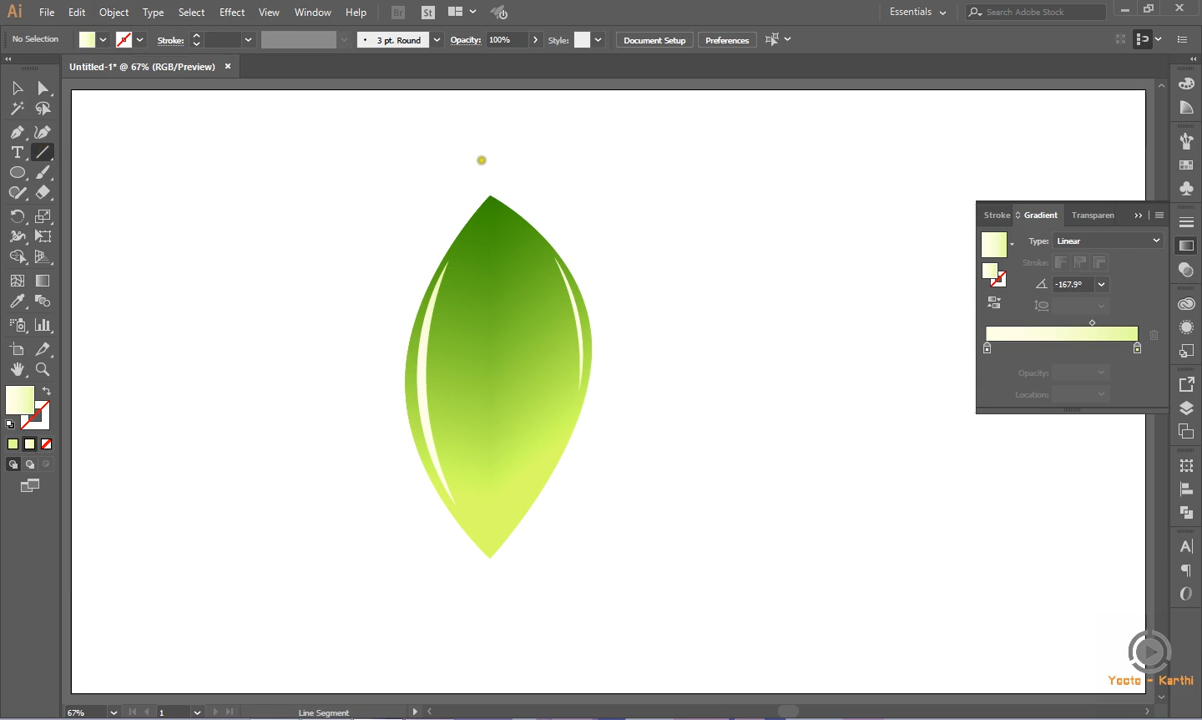 Ai File Edit Object Type Select Effect View Window Help Br St Essentials Search Adobe Stock
No Selection Stroke: 3 pt. Round Opacity: 100% Style: Document Setup Preferences
Untitled-1* @ 67% (RGB/Preview) ×
Stroke Gradient Transparen
Type: Linear
Stroke:
-167.9°
Opacity:
Location:
Yoote - Karthi
67% 1 Line Segment